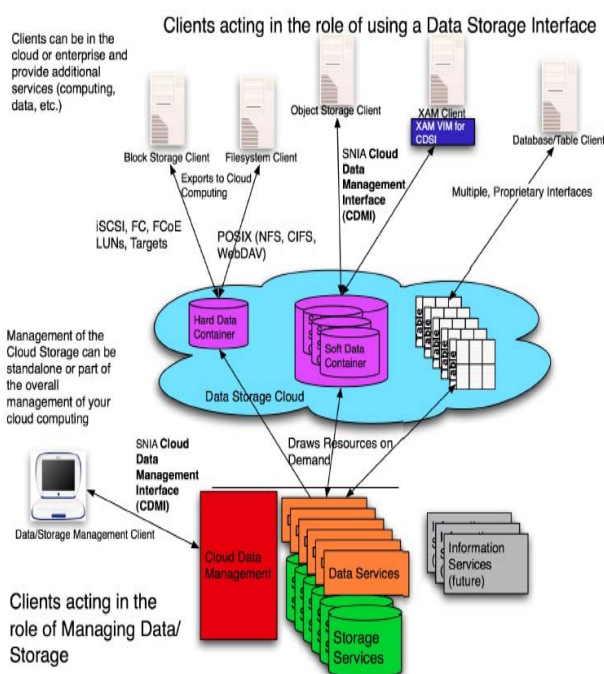 Clients acting in the role of using a Data Storage Interface
Clients can be in the
cloud or enterprise and
provide additional
services (computing,
data, etc.)
Block Storage Client
Filesystem Client
Object Storage Client
XAM Client
XAM VIM for
CDSI
Database/Table Client
Exports to Cloud
Computing
SNIA Cloud
Data
Management
Interface
(CDMI)
Multiple, Proprietary Interfaces
iSCSI, FC, FCoE
LUNs, Targets
POSIX (NFS, CIFS,
WebDAV)
Hard Data
Container
Soft Data
Container
Table
Table
Table
Table
Table
Data Storage Cloud
Management of the
Cloud Storage can be
standalone or part of
the overall
management of your
cloud computing
SNIA Cloud
Data
Management
Interface
(CDMI)
Draws Resources on
Demand
Data/Storage Management Client
Cloud Data
Management
Data Services
Storage
Services
Information
Services
(future)
Clients acting in the
role of Managing Data/
Storage